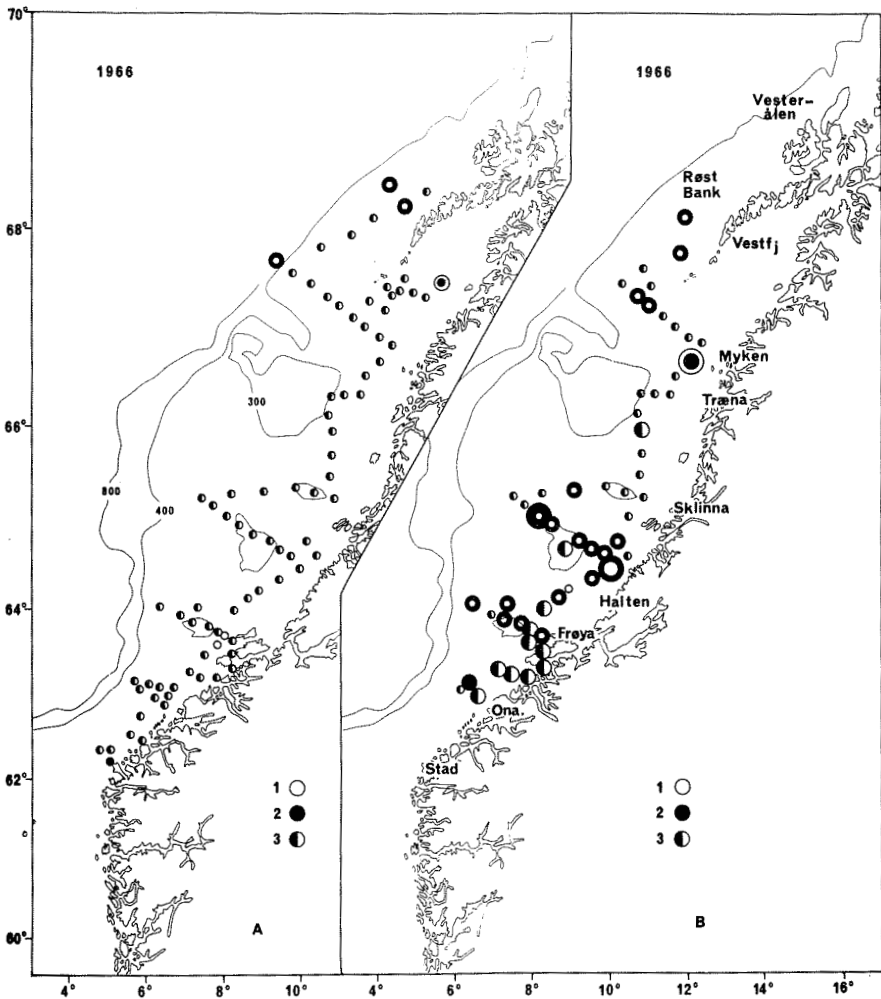 70°
1966
1966
Vester–
ålen
Røst
Bank
68°
Vestfj
Myken
300
Træna
66°
800
400
Sklinna
64°
Halten
Frøya
Ona
Stad
62°
1
2
3
1
2
3
60°
A
B
4°
6°
8°
10°
4°
6°
8°
10°
12°
14°
16°